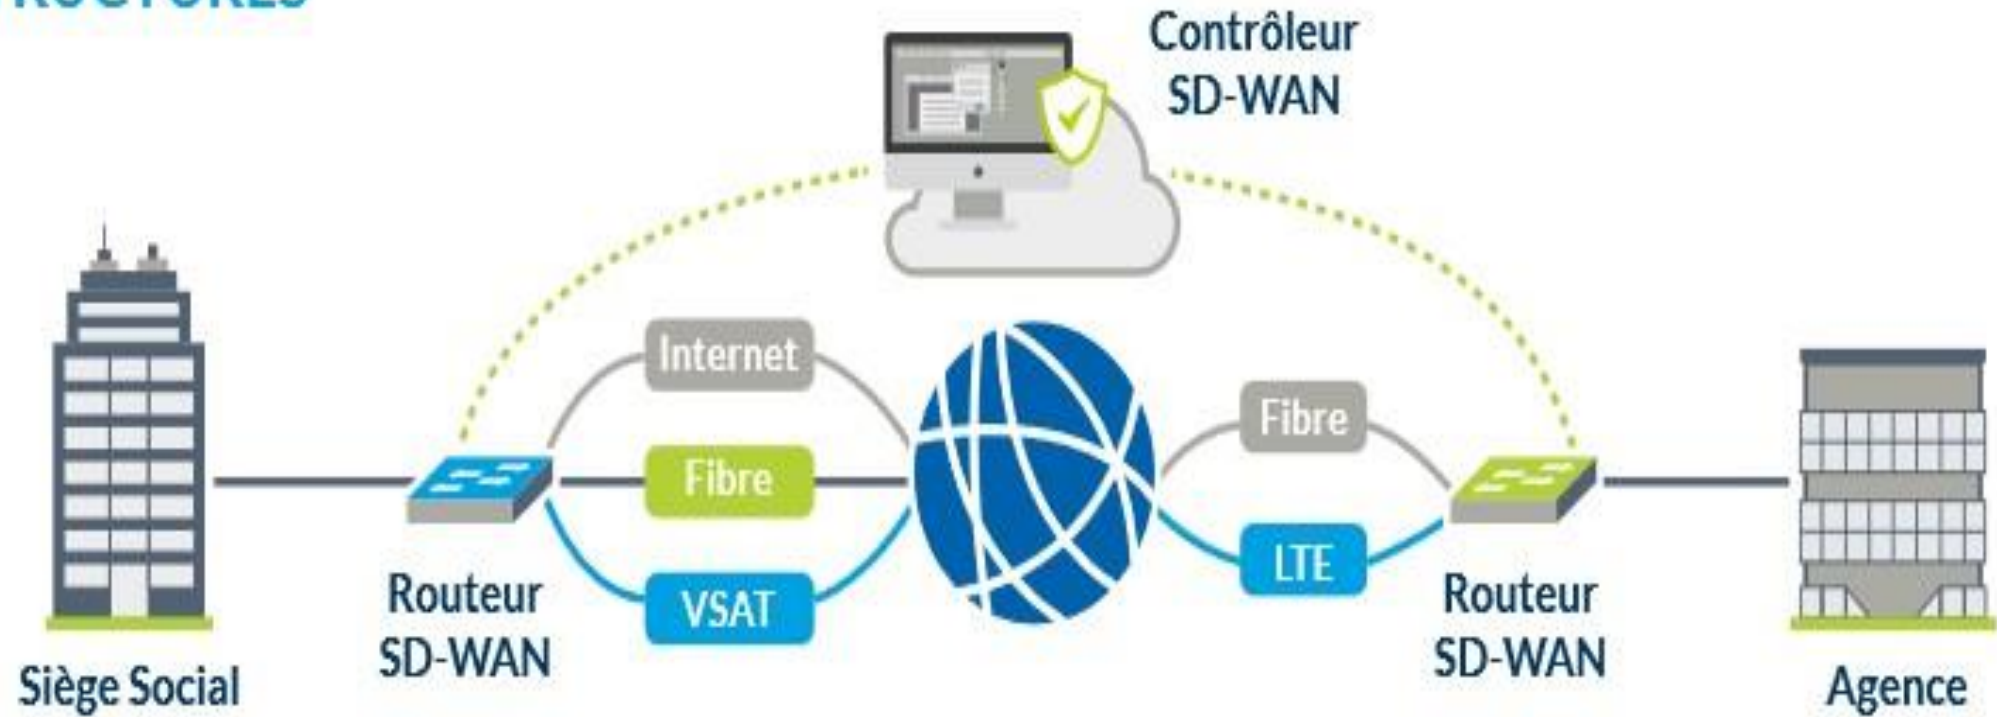 Contrôleur
SD-WAN
Internet
Fibre
VSAT
Fibre
LTE
Routeur
SD-WAN
Routeur
SD-WAN
Siège Social
Agence